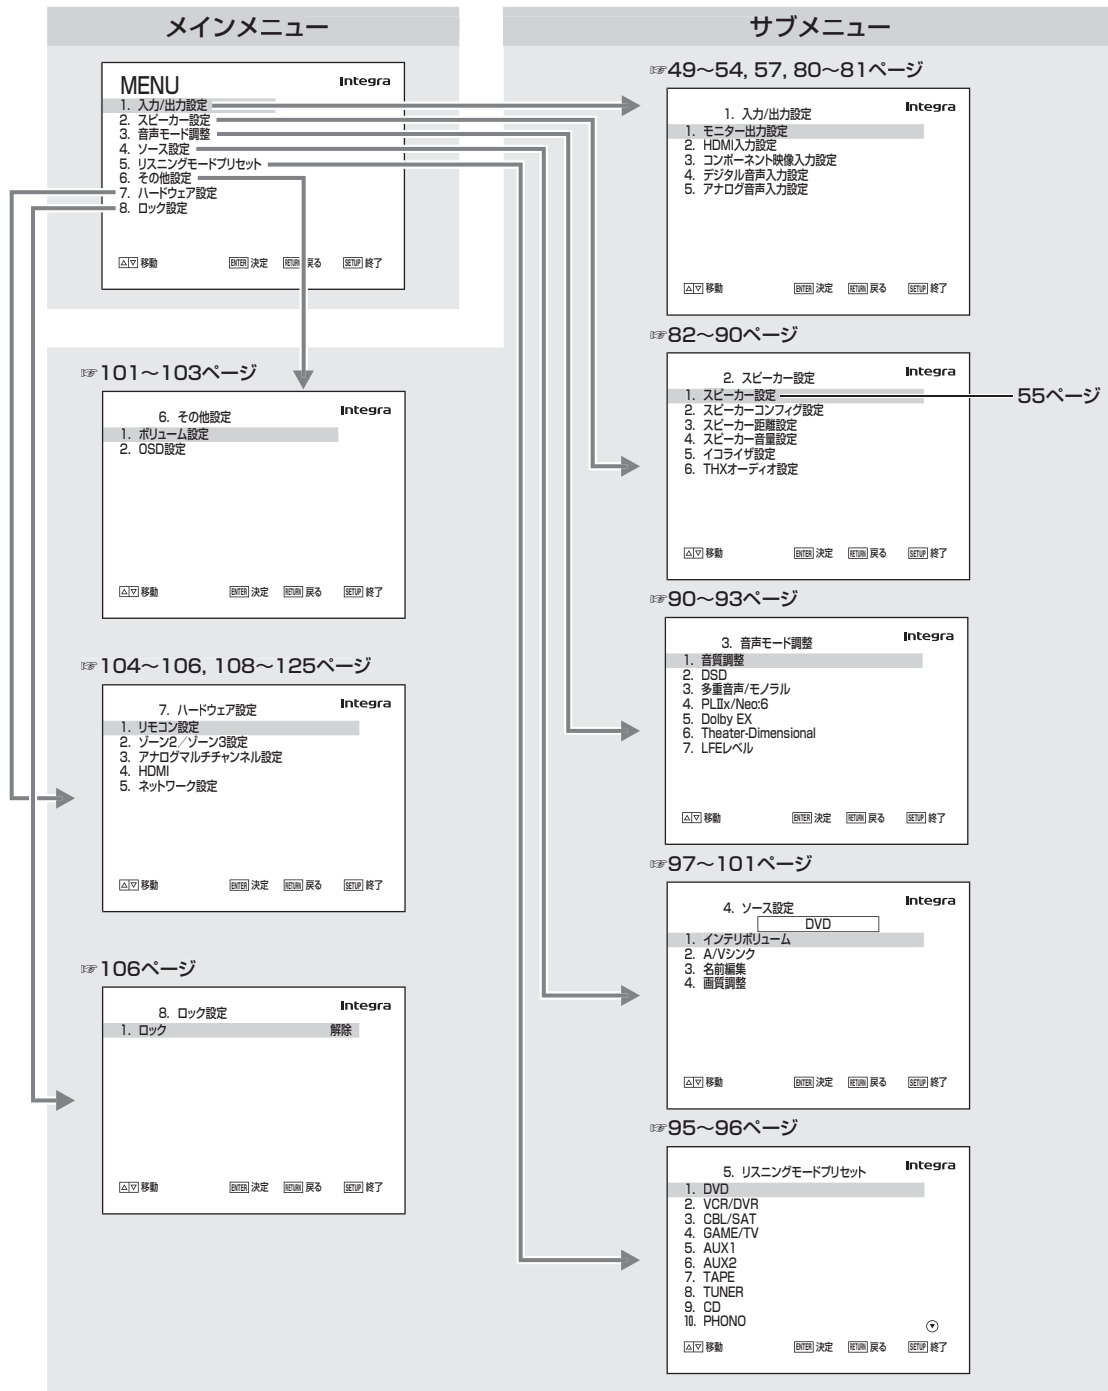 メインメニュー
MENU
Integra
1. 入力/出力設定
2. スピーカー設定
3. 音声モード調整
4. ソース設定
5. リスニングモードプリセット
6. その他設定
7. ハードウェア設定
8. ロック設定
△▽ 移動 ENTER 決定 RETURN 戻る SETUP 終了
☞101～103ページ
Integra
6. その他設定
1. ボリューム設定
2. OSD設定
△▽ 移動 ENTER 決定 RETURN 戻る SETUP 終了
☞104～106, 108～125ページ
Integra
7. ハードウェア設定
1. リモコン設定
2. ゾーン2／ゾーン3設定
3. アナログマルチチャンネル設定
4. HDMI
5. ネットワーク設定
△▽ 移動 ENTER 決定 RETURN 戻る SETUP 終了
☞106ページ
Integra
8. ロック設定
1. ロック 解除
△▽ 移動 ENTER 決定 RETURN 戻る SETUP 終了
サブメニュー
☞49～54, 57, 80～81ページ
Integra
1. 入力/出力設定
1. モニター出力設定
2. HDMI入力設定
3. コンポーネント映像入力設定
4. デジタル音声入力設定
5. アナログ音声入力設定
△▽ 移動 ENTER 決定 RETURN 戻る SETUP 終了
☞82～90ページ
Integra
2. スピーカー設定
1. スピーカー設定 55ページ
2. スピーカーコンフィグ設定
3. スピーカー距離設定
4. スピーカー音量設定
5. イコライザ設定
6. THXオーディオ設定
△▽ 移動 ENTER 決定 RETURN 戻る SETUP 終了
☞90～93ページ
Integra
3. 音声モード調整
1. 音質調整
2. DSD
3. 多重音声/モノラル
4. PLⅡx/Neo:6
5. Dolby EX
6. Theater-Dimensional
7. LFEレベル
△▽ 移動 ENTER 決定 RETURN 戻る SETUP 終了
☞97～101ページ
Integra
4. ソース設定
DVD
1. インテリボリューム
2. A/Vシンク
3. 名前編集
4. 画質調整
△▽ 移動 ENTER 決定 RETURN 戻る SETUP 終了
☞95～96ページ
Integra
5. リスニングモードプリセット
1. DVD
2. VCR/DVR
3. CBL/SAT
4. GAME/TV
5. AUX1
6. AUX2
7. TAPE
8. TUNER
9. CD
10. PHONO
△▽ 移動 ENTER 決定 RETURN 戻る SETUP 終了